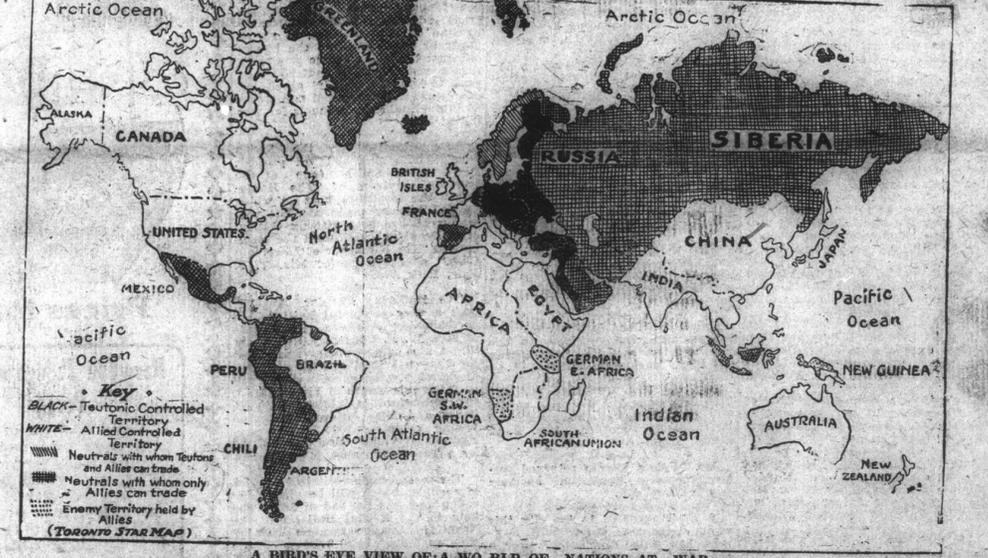 Arctic Ocean
Arctic Ocean
GREENLAND
ALASKA
CANADA
SIBERIA
RUSSIA
BRITISH
ISLES
FRANCE
UNITED STATES.
North
Atlantic
Ocean
CHINA
JAPAN
INDIA
MEXICO
AFRICA
EGYPT
Pacific
Ocean
acific
Ocean
PERU
BRAZIL
GERMAN
E. AFRICA
NEW GUINEA
Key
BLACK— Teutonic Controlled
Territory
WHITE— Allied Controlled
Territory
Neutrals with whom Teutons
and Allies can trade
Neutrals with whom only
Allies can trade
Enemy Territory held by
Allies
(TORONTO STAR MAP)
GERMAN
S.W.
AFRICA
Indian
Ocean
AUSTRALIA
CHILI
South Atlantic
Ocean
SOUTH
AFRICAN UNION
ARGENT
NEW
ZEALAND
A BIRD'S EYE VIEW OF A WO RLD OF NATIONS AT WAR